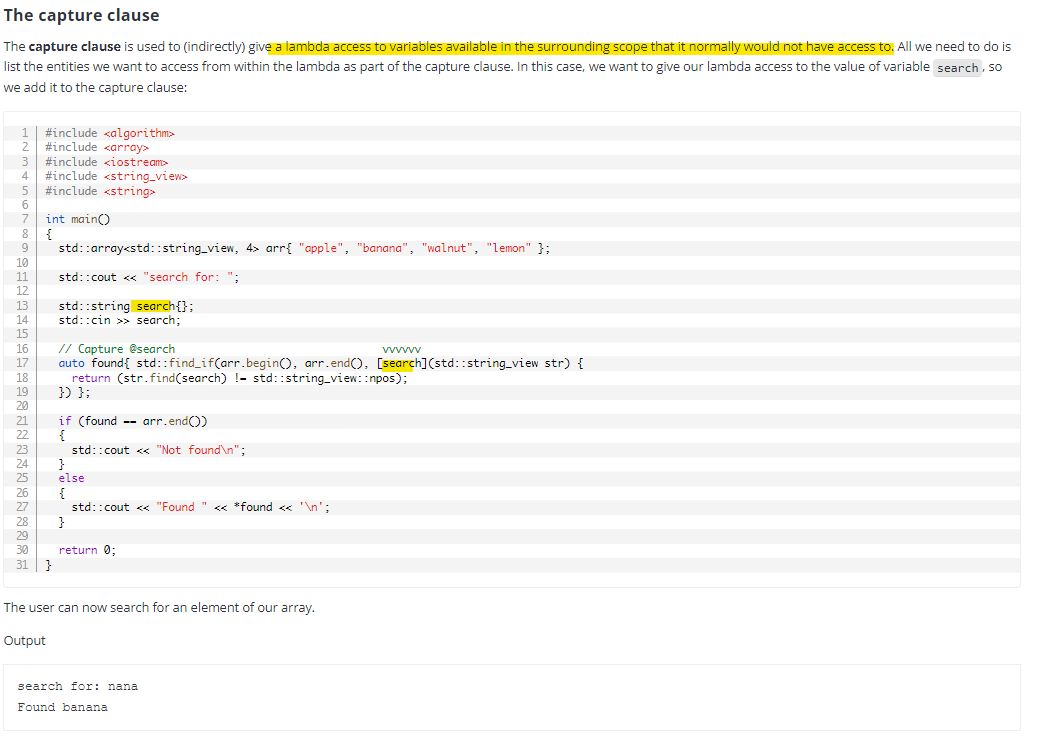 The capture clause
The capture clause is used to (indirectly) give a lambda access to variables available in the surrounding scope that it normally would not have access to. All we need to do is
list the entities we want to access from within the lambda as part of the capture clause. In this case, we want to give our lambda access to the value of variable search, so
we add it to the capture clause:
1 #include <algorithm>
2 #include <array>
3 #include <iostream>
4 #include <string_view>
5 #include <string>
6
7 int main()
8 {
9 std::array<std::string_view, 4> arr{ "apple", "banana", "walnut", "lemon" };
10
11 std::cout << "search for: ";
12
13 std::string search{};
14 std::cin >> search;
15
16 // Capture @search vvvvvv
17 auto found{ std::find_if(arr.begin(), arr.end(), [search](std::string_view str) {
18 return (str.find(search) != std::string_view::npos);
19 }) };
20
21 if (found == arr.end())
22 {
23 std::cout << "Not found\n";
24 }
25 else
26 {
27 std::cout << "Found " << *found << '\n';
28 }
29
30 return 0;
31 }
The user can now search for an element of our array.
Output
search for: nana
Found banana